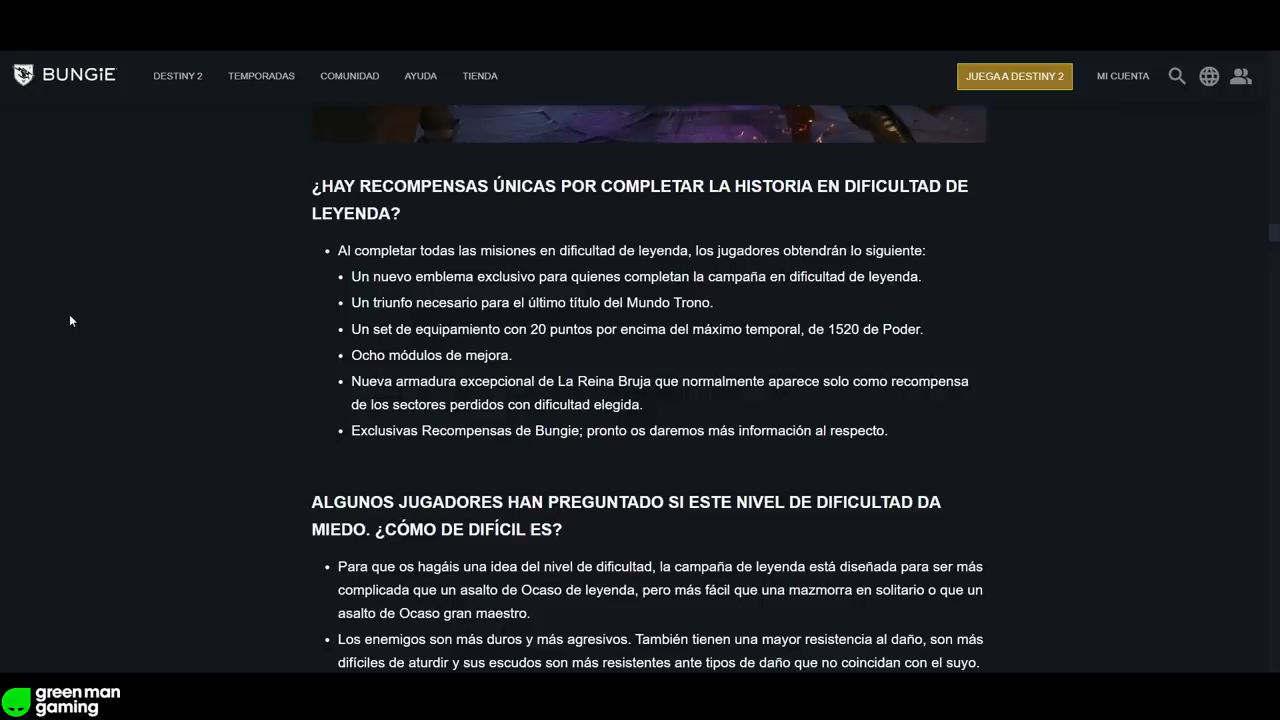 BUNGiE
DESTINY 2
TEMPORADAS
COMUNIDAD
AYUDA
TIENDA
JUEGA A DESTINY 2
MI CUENTA
¿HAY RECOMPENSAS ÚNICAS POR COMPLETAR LA HISTORIA EN DIFICULTAD DE
LEYENDA?
• Al completar todas las misiones en dificultad de leyenda, los jugadores obtendrán lo siguiente:
• Un nuevo emblema exclusivo para quienes completan la campaña en dificultad de leyenda.
• Un triunfo necesario para el último título del Mundo Trono.
• Un set de equipamiento con 20 puntos por encima del máximo temporal, de 1520 de Poder.
• Ocho módulos de mejora.
• Nueva armadura excepcional de La Reina Bruja que normalmente aparece solo como recompensa
de los sectores perdidos con dificultad elegida.
• Exclusivas Recompensas de Bungie; pronto os daremos más información al respecto.
ALGUNOS JUGADORES HAN PREGUNTADO SI ESTE NIVEL DE DIFICULTAD DA
MIEDO. ¿CÓMO DE DIFÍCIL ES?
• Para que os hagáis una idea del nivel de dificultad, la campaña de leyenda está diseñada para ser más
complicada que un asalto de Ocaso de leyenda, pero más fácil que una mazmorra en solitario o que un
asalto de Ocaso gran maestro.
• Los enemigos son más duros y más agresivos. También tienen una mayor resistencia al daño, son más
difíciles de aturdir y sus escudos son más resistentes ante tipos de daño que no coincidan con el suyo.
green man
gaming